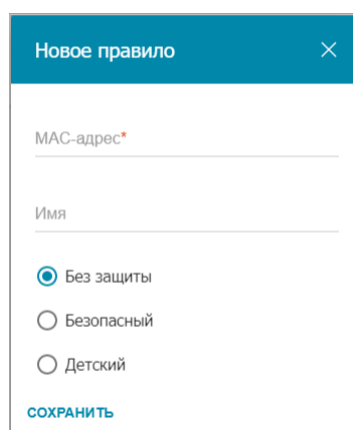 Новое правило
MAC-адрес*
Имя
Без защиты
Безопасный
Детский
СОХРАНИТЬ